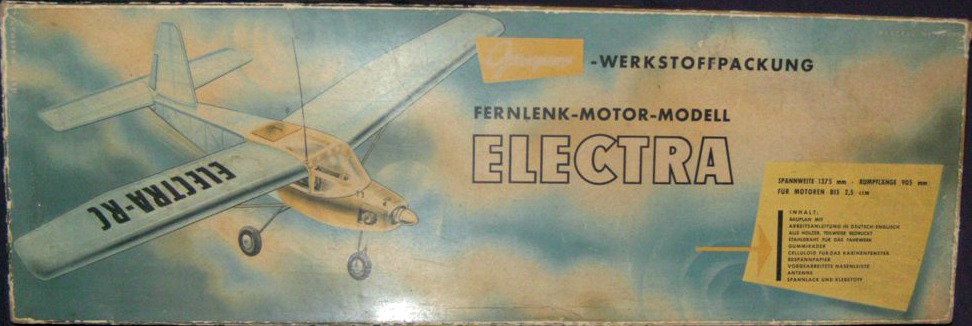 Graupner
-WERKSTOFFPACKUNG
FERNLENK-MOTOR-MODELL
ELECTRA
ELECTRA-RC
SPANNWEITE 1375 mm - RUMPFLÄNGE 905 mm
FÜR MOTOREN BIS 2,5 ccm
INHALT:
BAUPLAN MIT
ARBEITSANLEITUNG IN DEUTSCH-ENGLISCH
ALLE HÖLZER, TEILWEISE BEDRUCKT
STAHLDRAHT FÜR DAS FAHRWERK
GUMMIRÄDER
CELLULOID FÜR DAS KABINENFENSTER
BESPANNPAPIER
VORGEARBEITETE NASENLEISTE
ANTENNE
SPANNLACK UND KLEBSTOFF